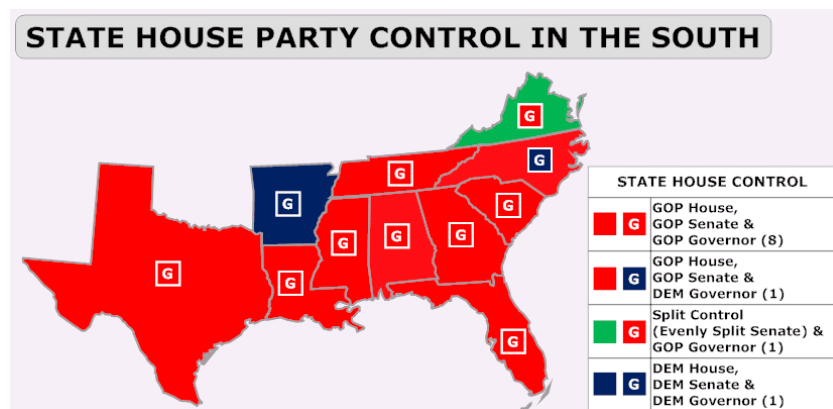 STATE HOUSE PARTY CONTROL IN THE SOUTH
G
G
G
G
G
G
G
G
G
G
G
STATE HOUSE CONTROL
G
GOP House,
GOP Senate &
GOP Governor (8)
G
GOP House,
GOP Senate &
DEM Governor (1)
G
Split Control
(Evenly Split Senate) &
GOP Governor (1)
G
DEM House,
DEM Senate &
DEM Governor (1)